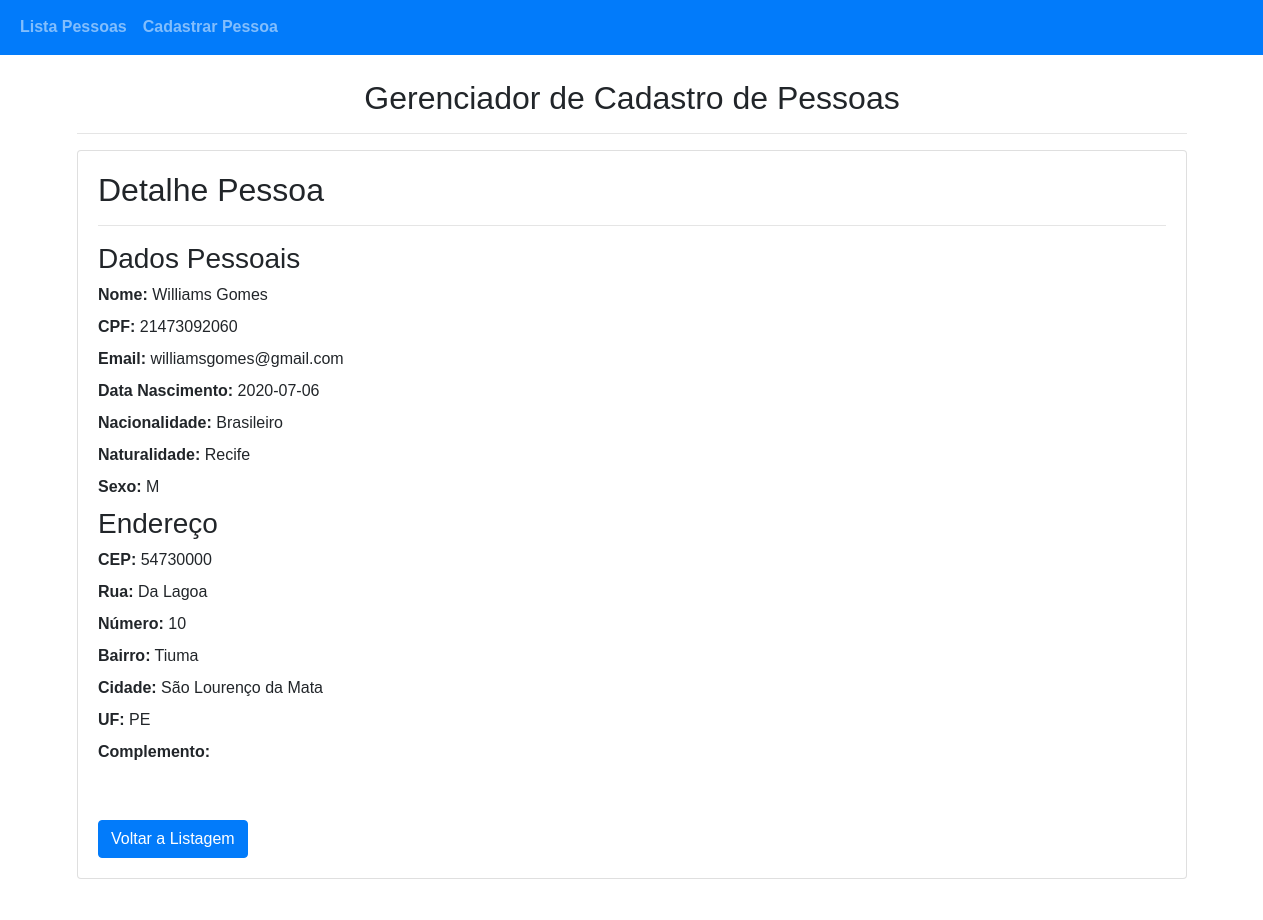 Lista Pessoas Cadastrar Pessoa
Gerenciador de Cadastro de Pessoas
Detalhe Pessoa
Dados Pessoais
Nome: Williams Gomes
CPF: 21473092060
Email: williamsgomes@gmail.com
Data Nascimento: 2020-07-06
Nacionalidade: Brasileiro
Naturalidade: Recife
Sexo: M
Endereço
CEP: 54730000
Rua: Da Lagoa
Número: 10
Bairro: Tiuma
Cidade: São Lourenço da Mata
UF: PE
Complemento:
Voltar a Listagem